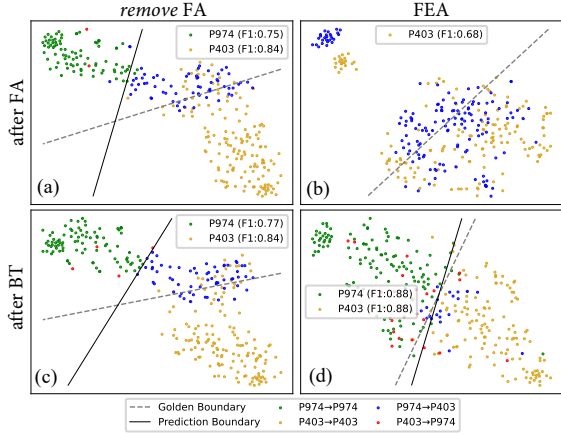 remove FA
FEA
after FA
P974 (F1:0.75)
P403 (F1:0.84)
(a)
P403 (F1:0.68)
(b)
after BT
P974 (F1:0.77)
P403 (F1:0.84)
(c)
P974 (F1:0.88)
P403 (F1:0.88)
(d)
Golden Boundary
Prediction Boundary
P974→P974
P403→P403
P974→P403
P403→P974